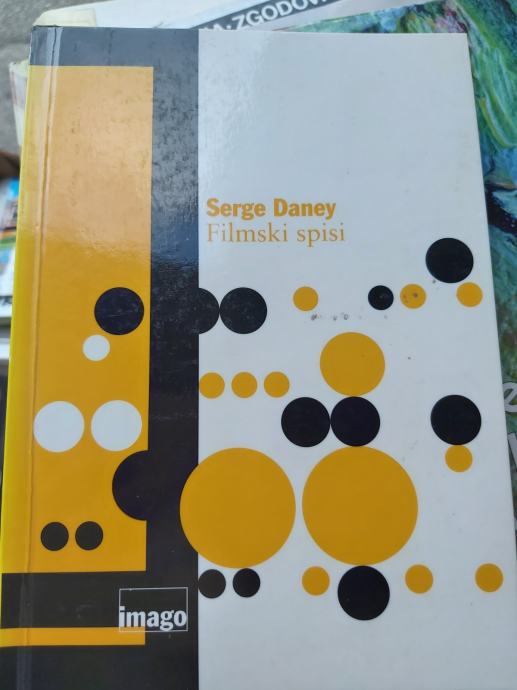 Serge Daney
Filmski spisi
imago